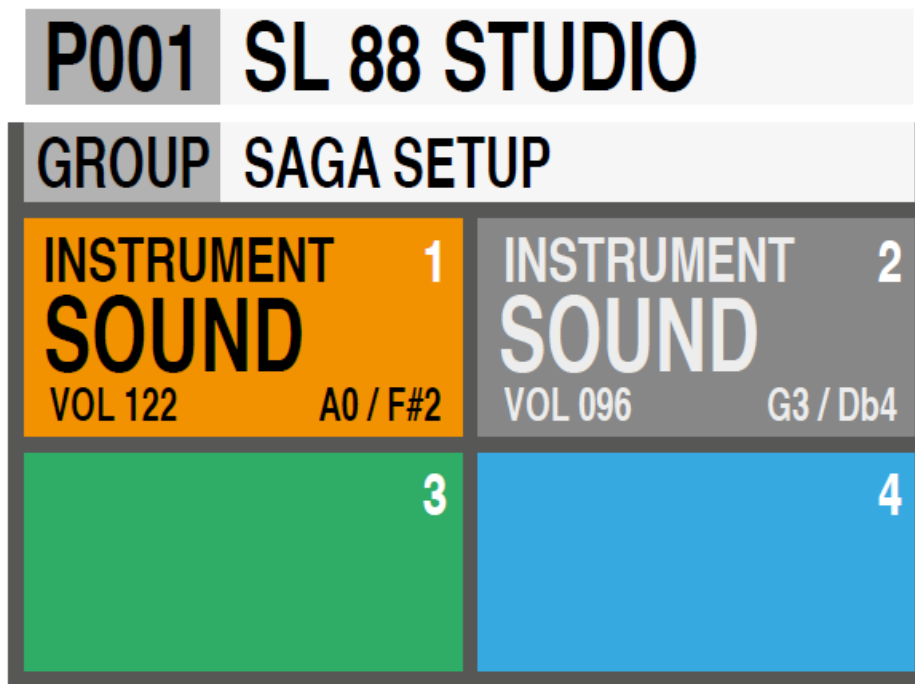 P001 SL 88 STUDIO
GROUP SAGA SETUP
INSTRUMENT 1
SOUND
VOL 122 A0 / F#2
INSTRUMENT 2
SOUND
VOL 096 G3 / Db4
3
4